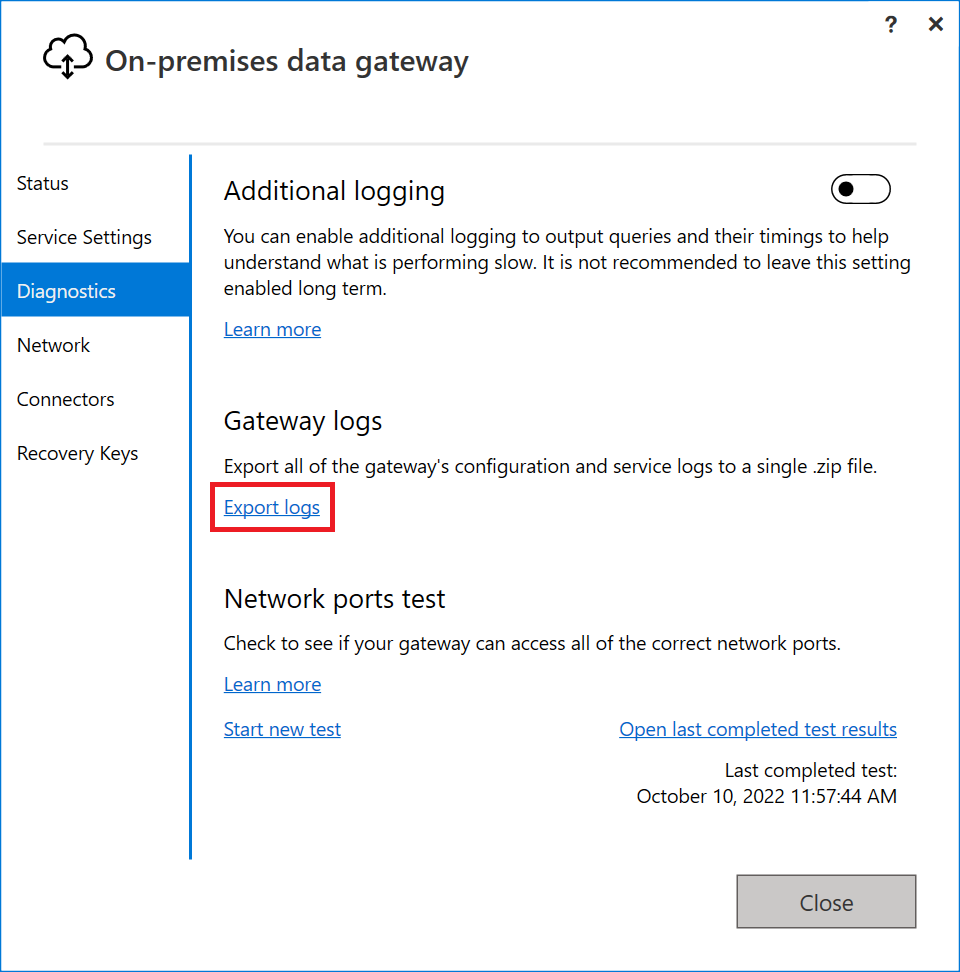 ?
On-premises data gateway
Status
Service Settings
Diagnostics
Network
Connectors
Recovery Keys
Additional logging
You can enable additional logging to output queries and their timings to help
understand what is performing slow. It is not recommended to leave this setting
enabled long term.
Learn more
Gateway logs
Export all of the gateway's configuration and service logs to a single .zip file.
Export logs
Network ports test
Check to see if your gateway can access all of the correct network ports.
Learn more
Start new test
Open last completed test results
Last completed test:
October 10, 2022 11:57:44 AM
Close